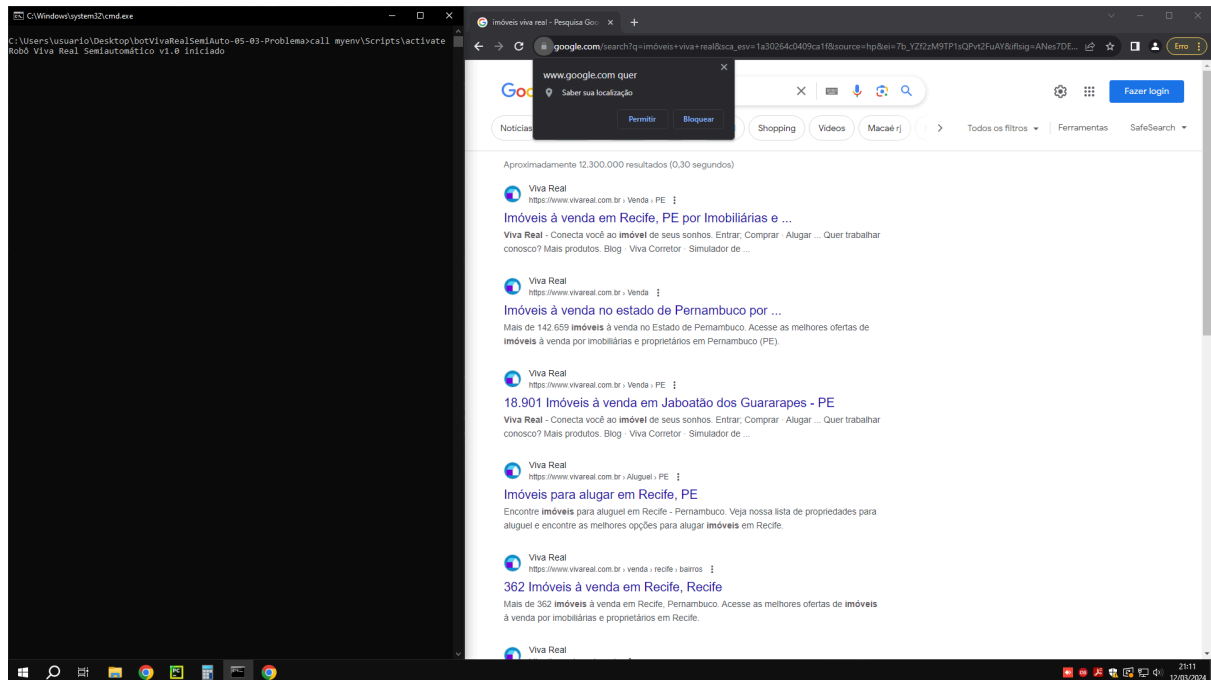 C:\Windows\system32\cmd.exe
C:\Users\usuario\Desktop\botVivaRealSemiAuto-05-03-Problema>call myenv\Scripts\activate
Robô Viva Real Semiautomático v1.0 iniciado
imóveis viva real - Pesquisa Goo
google.com/search?q=imóveis+viva+real&sca_esv=1a30264c0409ca1f&source=hp&ei=7b_YZf2zM9TP1sQPvt2FuAY&iflsig=ANes7DE...
Erro
www.google.com quer
Saber sua localização
Permitir
Bloquear
Goo
Fazer login
Notícias
Shopping
Vídeos
Macaé rj
Todos os filtros
Ferramentas
SafeSearch
Aproximadamente 12.300.000 resultados (0,30 segundos)
Viva Real
https://www.vivareal.com.br › Venda › PE
Imóveis à venda em Recife, PE por Imobiliárias e ...
Viva Real - Conecta você ao imóvel de seus sonhos. Entrar; Comprar · Alugar ... Quer trabalhar
conosco? Mais produtos. Blog · Viva Corretor · Simulador de ...
Viva Real
https://www.vivareal.com.br › Venda
Imóveis à venda no estado de Pernambuco por ...
Mais de 142.659 imóveis à venda no Estado de Pernambuco. Acesse as melhores ofertas de
imóveis à venda por imobiliárias e proprietários em Pernambuco (PE).
Viva Real
https://www.vivareal.com.br › Venda › PE
18.901 Imóveis à venda em Jaboatão dos Guararapes - PE
Viva Real - Conecta você ao imóvel de seus sonhos. Entrar; Comprar · Alugar ... Quer trabalhar
conosco? Mais produtos. Blog · Viva Corretor · Simulador de ...
Viva Real
https://www.vivareal.com.br › Aluguel › PE
Imóveis para alugar em Recife, PE
Encontre imóveis para aluguel em Recife - Pernambuco. Veja nossa lista de propriedades para
aluguel e encontre as melhores opções para alugar imóveis em Recife.
Viva Real
https://www.vivareal.com.br › venda › recife › bairros
362 Imóveis à venda em Recife, Recife
Mais de 362 imóveis à venda em Recife, Pernambuco. Acesse as melhores ofertas de imóveis
à venda por imobiliárias e proprietários em Recife.
Viva Real
21:11
12/03/2024